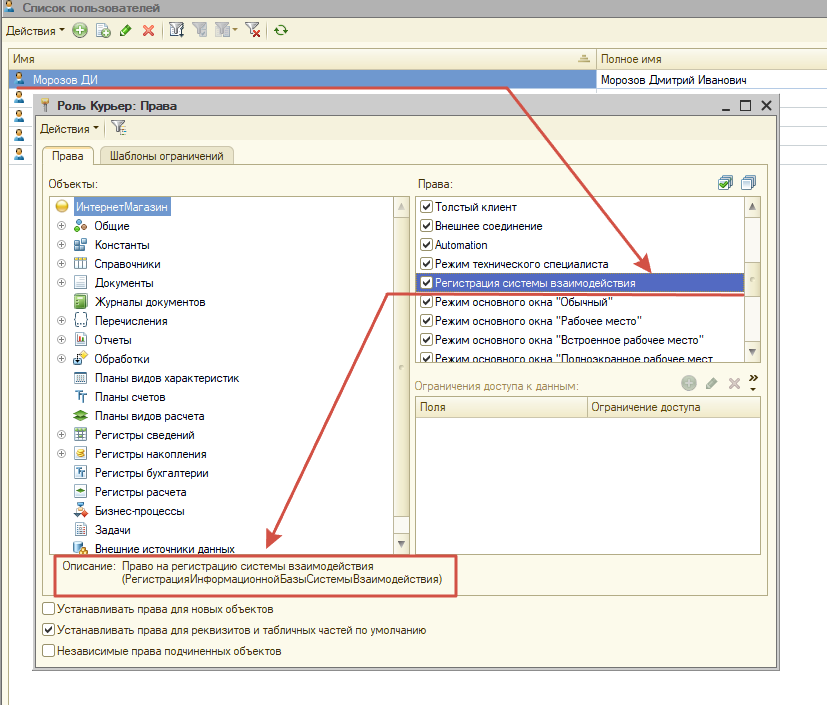 Список пользователей
Действия
Имя
Полное имя
Морозов ДИ
Морозов Дмитрий Иванович
Роль Курьер: Права
Действия
Права
Шаблоны ограничений
Объекты:
ИнтернетМагазин
Общие
Константы
Справочники
Документы
Журналы документов
Перечисления
Отчеты
Обработки
Планы видов характеристик
Планы счетов
Планы видов расчета
Регистры сведений
Регистры накопления
Регистры бухгалтерии
Регистры расчета
Бизнес-процессы
Задачи
Внешние источники данных
Права:
Толстый клиент
Внешнее соединение
Automation
Режим технического специалиста
Регистрация системы взаимодействия
Режим основного окна "Обычный"
Режим основного окна "Рабочее место"
Режим основного окна "Встроенное рабочее место"
Режим основного окна "Полноэкранное рабочее мест
Ограничения доступа к данным:
Поля
Ограничение доступа
Описание: Право на регистрацию системы взаимодействия
(РегистрацияИнформационнойБазыСистемыВзаимодействия)
Устанавливать права для новых объектов
Устанавливать права для реквизитов и табличных частей по умолчанию
Независимые права подчиненных объектов